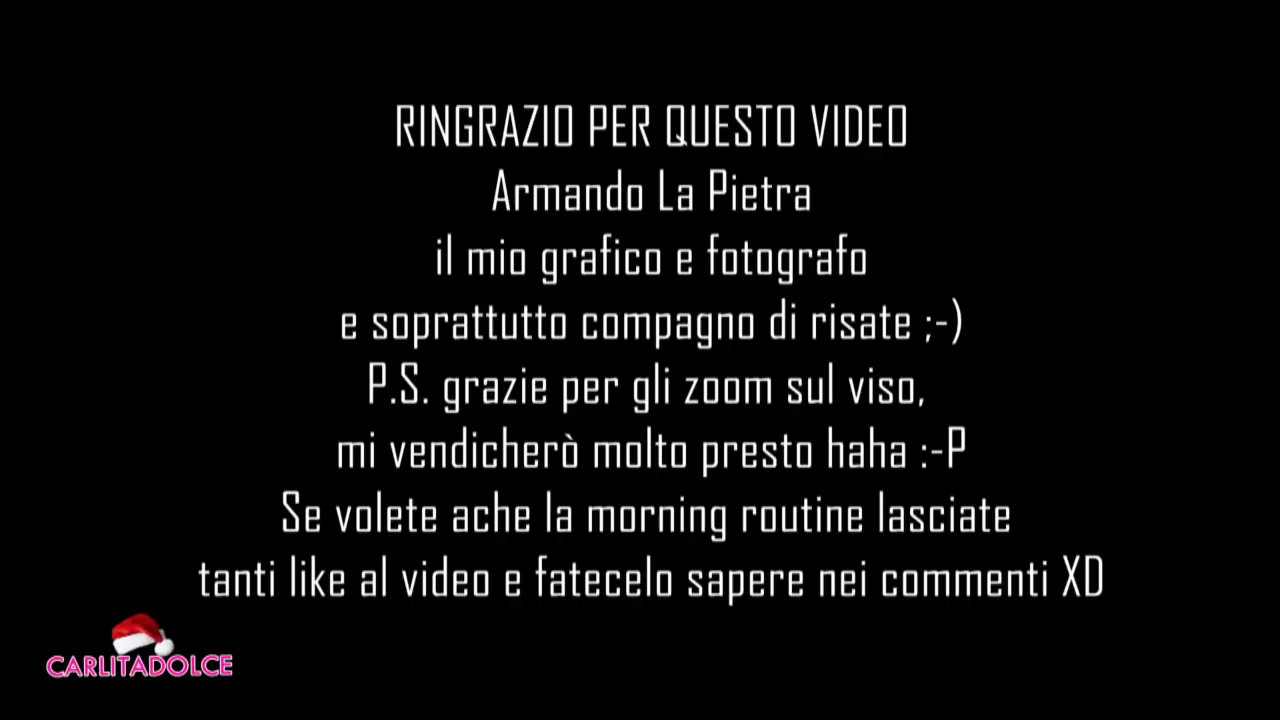 RINGRAZIO PER QUESTO VIDEO
Armando La Pietra
il mio grafico e fotografo
e soprattutto compagno di risate ;-)
P.S. grazie per gli zoom sul viso,
mi vendicherò molto presto haha :-P
Se volete ache la morning routine lasciate
tanti like al video e fatecelo sapere nei commenti XD
CARLITADOLCE